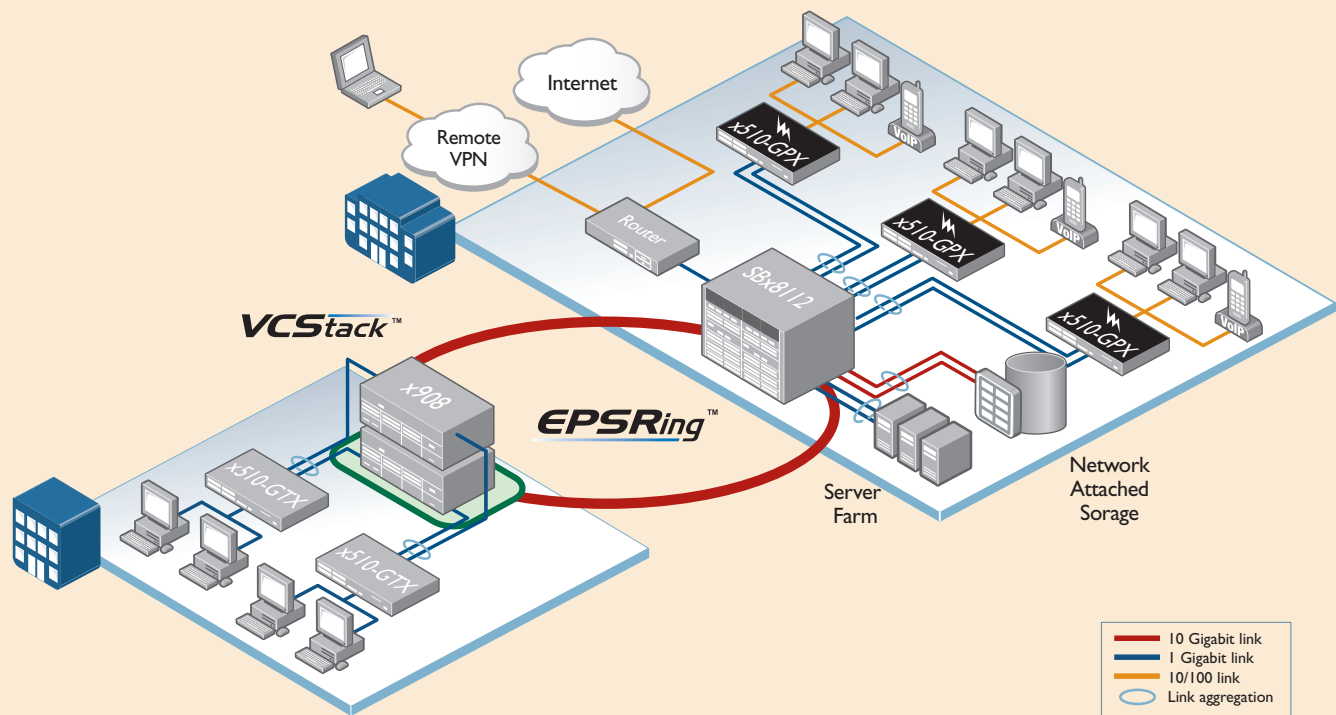 Internet
Remote
VPN
Router
x510-GPX
VoIP
x510-GPX
VoIP
x510-GPX
VoIP
SBx8112
VCStack™
x908
EPSRing™
x510-GTX
x510-GTX
Server
Farm
Network
Attached
Sorage
10 Gigabit link
1 Gigabit link
10/100 link
Link aggregation